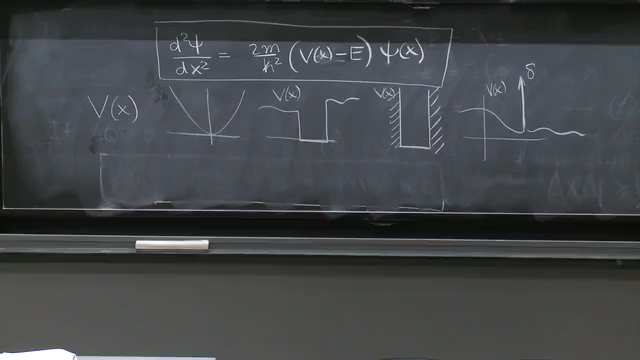 d²ψ/dx² = 2m/ħ² (V(x) − E) ψ(x)
V(x) V(x) V(x) V(x) δ